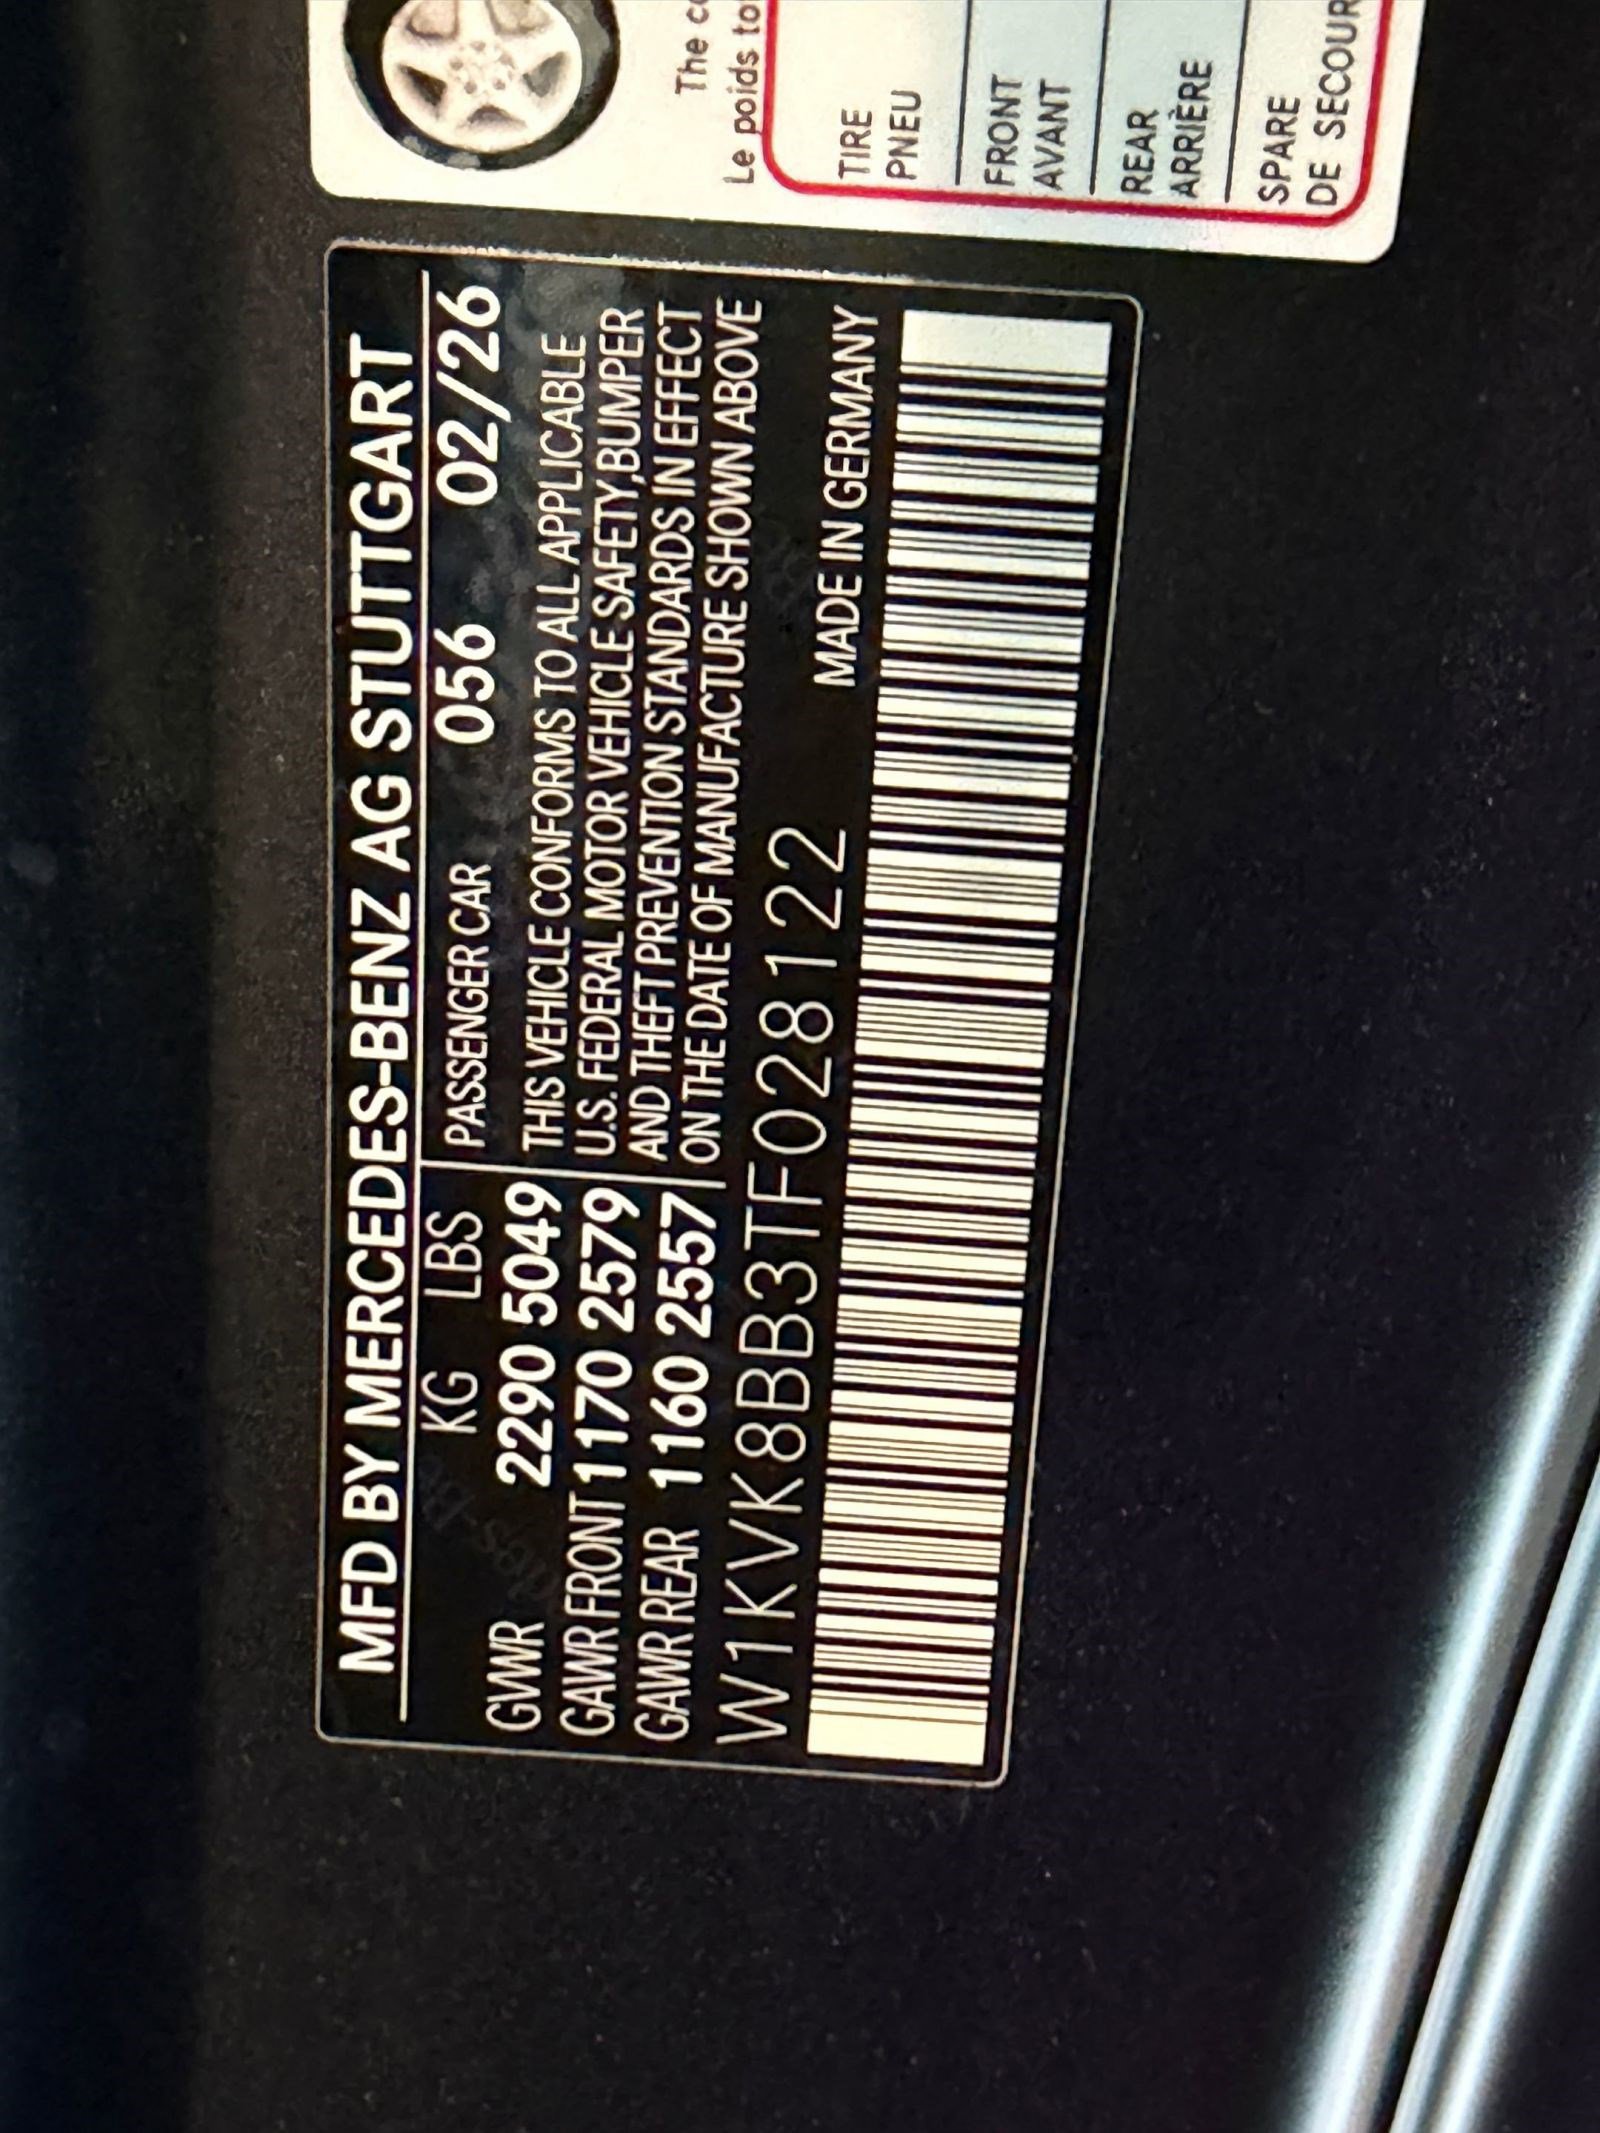 MFD BY MERCEDES-BENZ AG STUTTGART
KG LBS PASSENGER CAR 056 02/26
GVWR 2290 5049
GAWR FRONT 1170 2579
GAWR REAR 1160 2557
THIS VEHICLE CONFORMS TO ALL APPLICABLE
U.S. FEDERAL MOTOR VEHICLE SAFETY,BUMPER
AND THEFT PREVENTION STANDARDS IN EFFECT
ON THE DATE OF MANUFACTURE SHOWN ABOVE
W1KVK8BB3TF028122
MADE IN GERMANY
The
Le poids
TIRE
PNEU
FRONT
AVANT
REAR
ARRIÈRE
SPARE
DE SECOUR